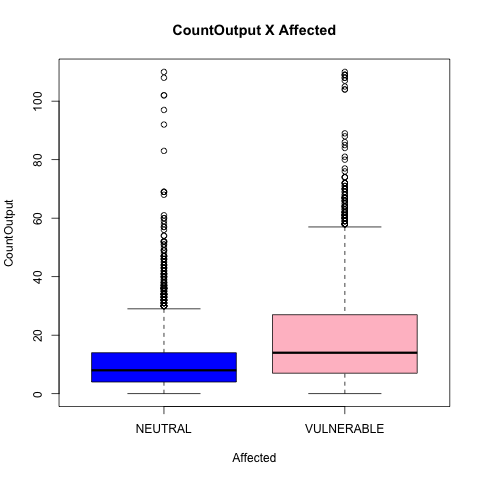 CountOutput X Affected
CountOutput
100
80
60
40
20
0
NEUTRAL VULNERABLE
Affected